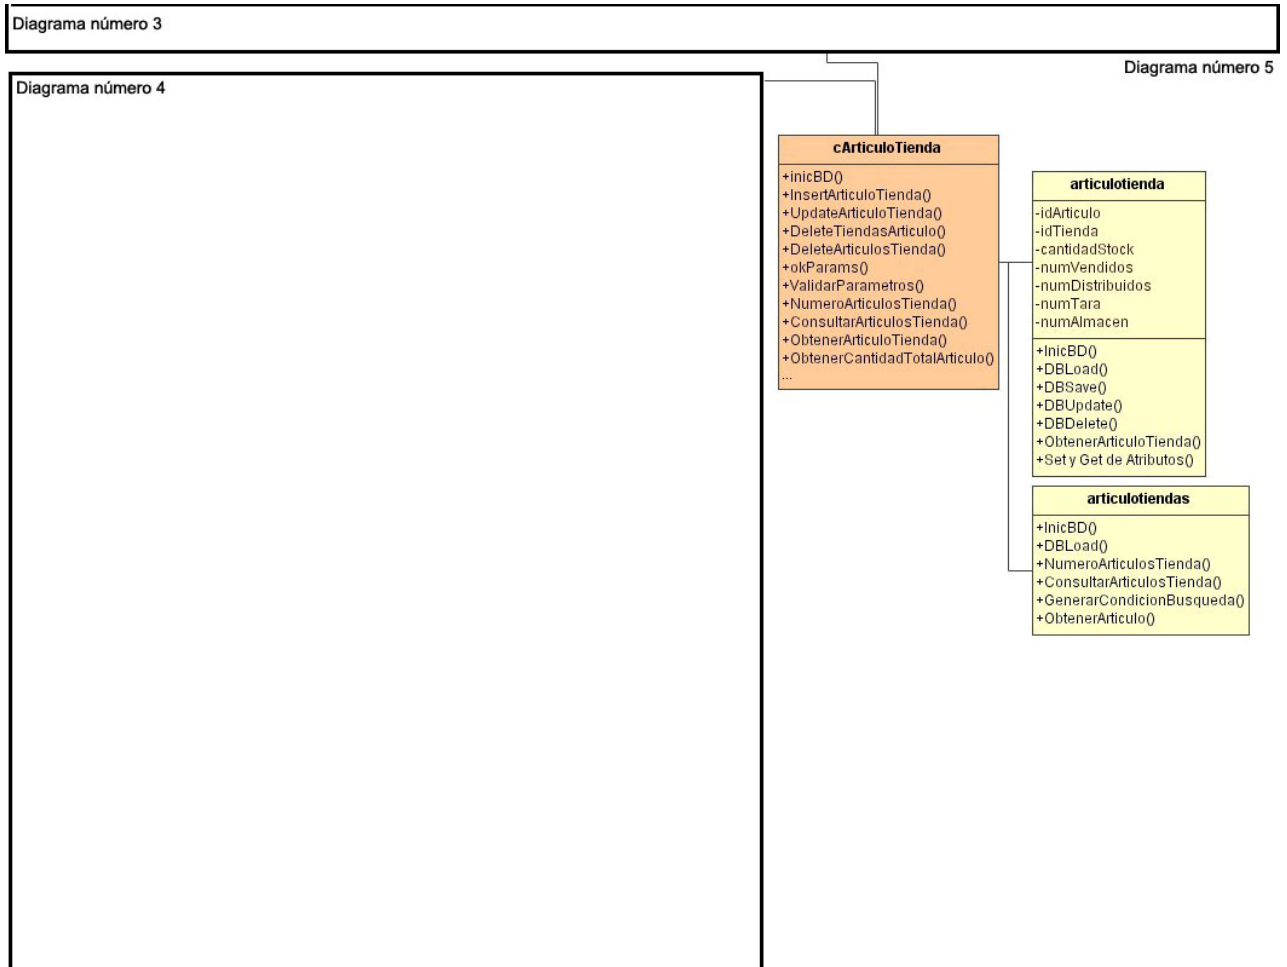 Diagrama número 3
Diagrama número 5
Diagrama número 4
cArticuloTienda
+inicBD()
+InsertArticuloTienda()
+UpdateArticuloTienda()
+DeleteTiendasArticulo()
+DeleteArticulosTienda()
+okParams()
+ValidarParametros()
+NumeroArticulosTienda()
+ConsultarArticulosTienda()
+ObtenerArticuloTienda()
+ObtenerCantidadTotalArticulo()
...
articulotienda
-idArticulo
-idTienda
-cantidadStock
-numVendidos
-numDistribuidos
-numTara
-numAlmacen
+InicBD()
+DBLoad()
+DBSave()
+DBUpdate()
+DBDelete()
+ObtenerArticuloTienda()
+Set y Get de Atributos()
articulotiendas
+InicBD()
+DBLoad()
+NumeroArticulosTienda()
+ConsultarArticulosTienda()
+GenerarCondicionBusqueda()
+ObtenerArticulo()